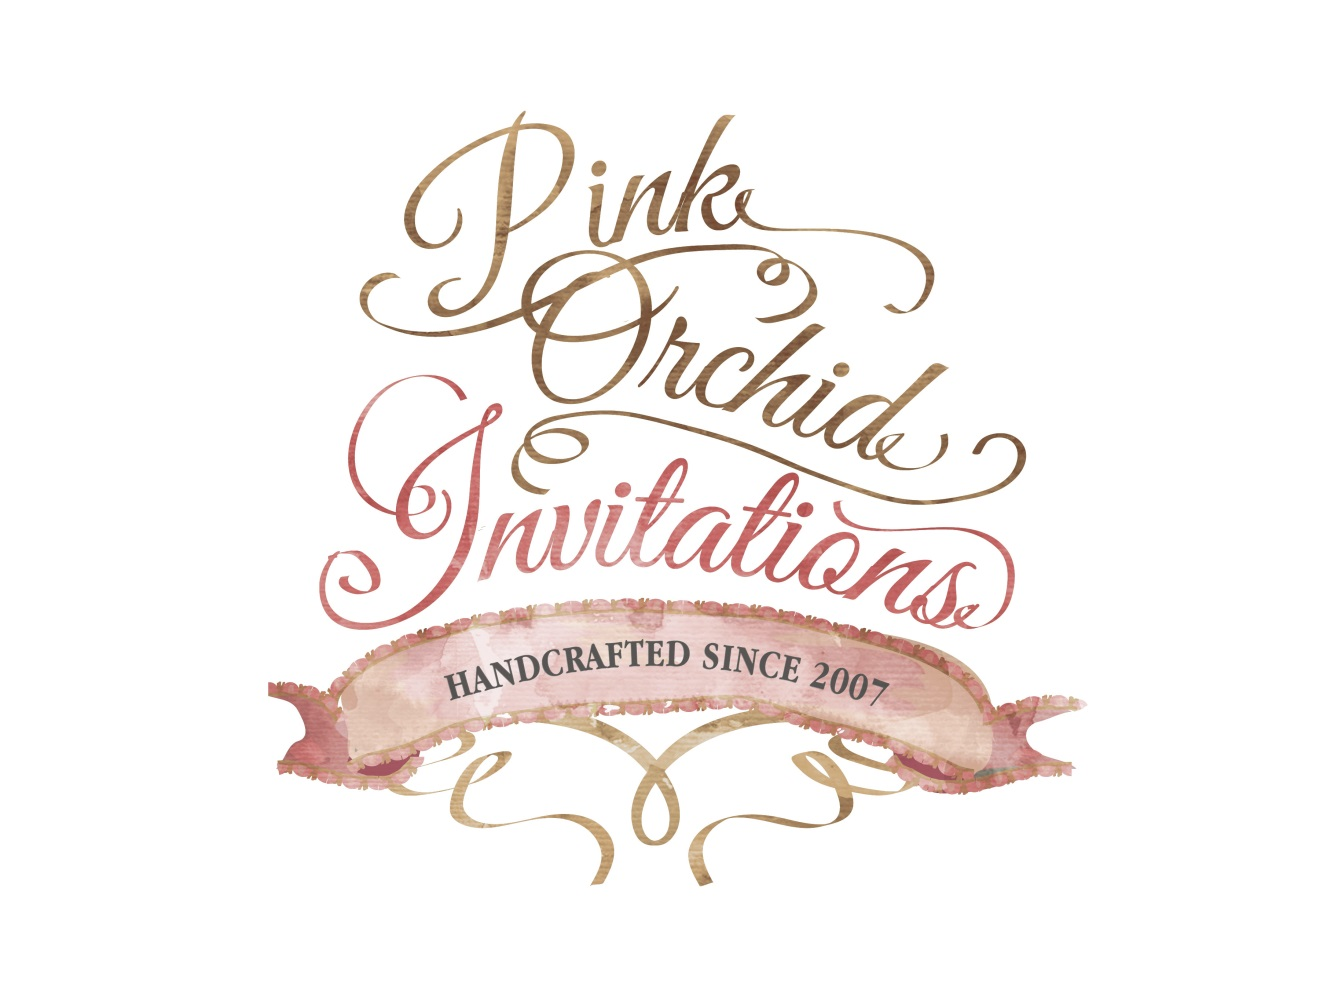 Pink
Orchid
Invitations
HANDCRAFTED SINCE 2007